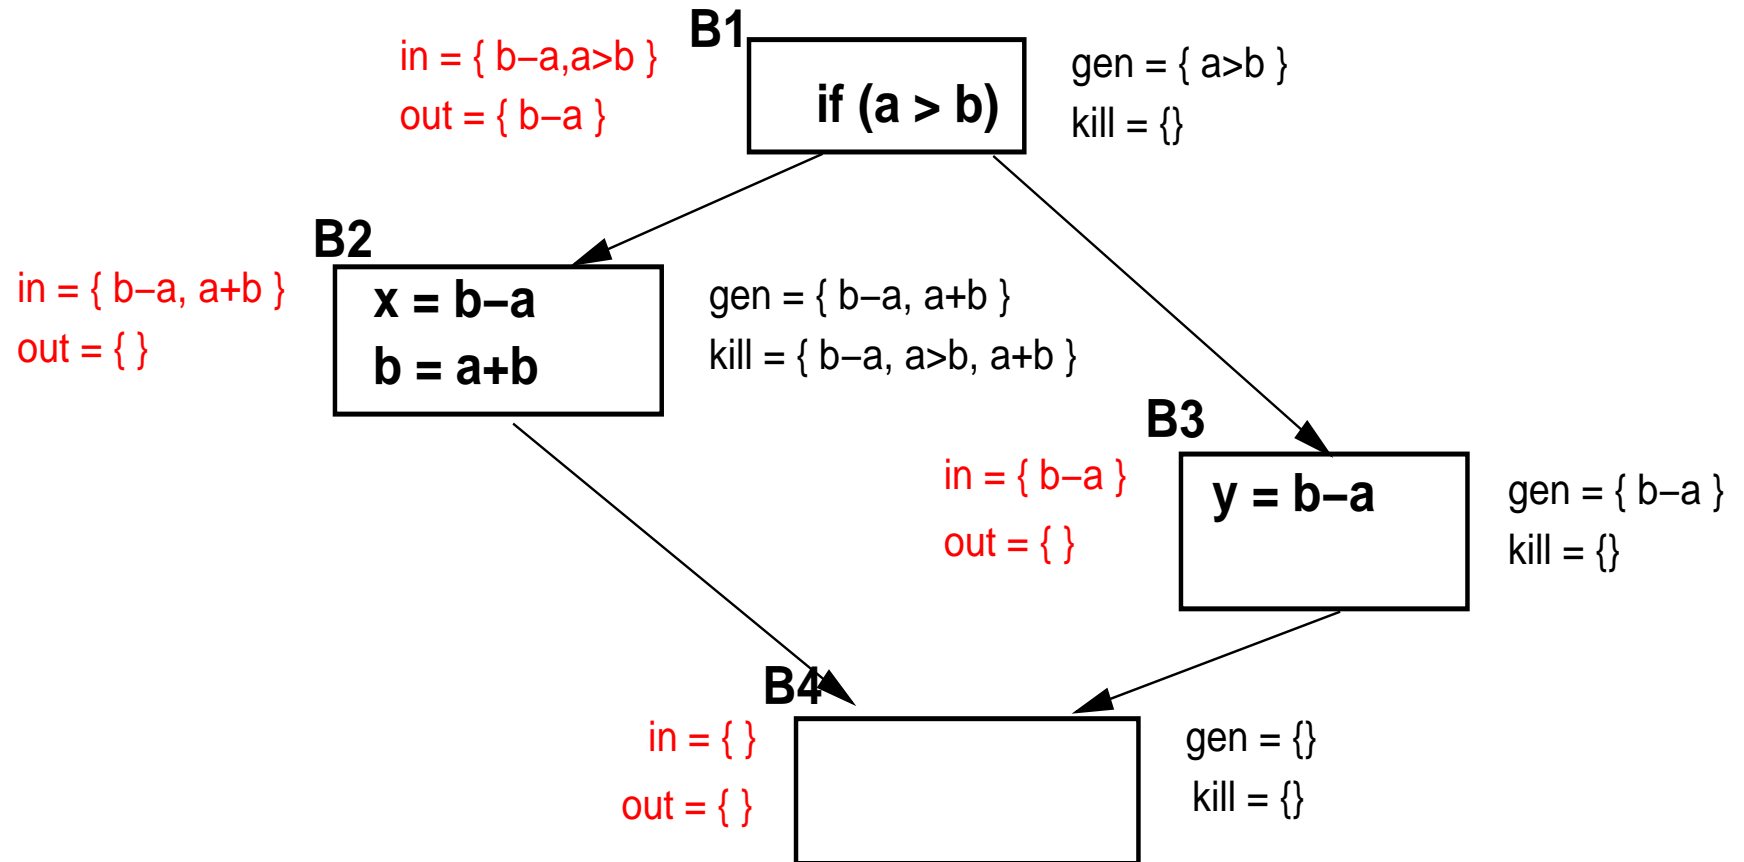 B1
in = { b−a,a>b }
out = { b−a }
if (a > b)
gen = { a>b }
kill = {}
B2
in = { b−a, a+b }
out = { }
x = b−a
b = a+b
gen = { b−a, a+b }
kill = { b−a, a>b, a+b }
B3
in = { b−a }
out = { }
y = b−a
gen = { b−a }
kill = {}
B4
in = { }
out = { }
gen = {}
kill = {}